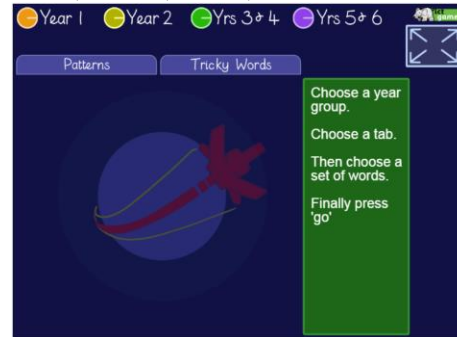 Year 1 Year 2 Yrs 3 & 4 Yrs 5 & 6
Patterns Tricky Words
Choose a year
group.
Choose a tab.
Then choose a
set of words.
Finally press
'go'